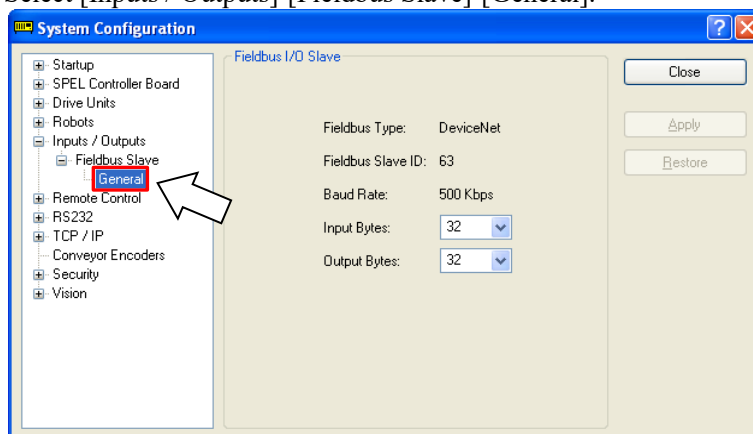 Select [Inputs / Outputs]-[Fieldbus Slave]-[General].
System Configuration
Startup
SPEL Controller Board
Drive Units
Robots
Inputs / Outputs
Fieldbus Slave
General
Remote Control
RS232
TCP / IP
Conveyor Encoders
Security
Vision
Fieldbus I/O Slave
Fieldbus Type: DeviceNet
Fieldbus Slave ID: 63
Baud Rate: 500 Kbps
Input Bytes: 32
Output Bytes: 32
Close
Apply
Restore